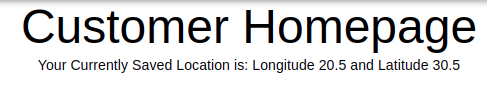 Customer Homepage
Your Currently Saved Location is: Longitude 20.5 and Latitude 30.5